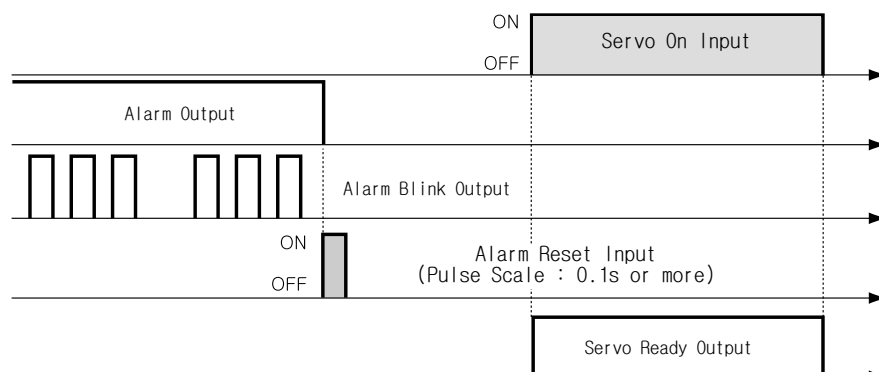 ON
Servo On Input
OFF
Alarm Output
Alarm Blink Output
ON
Alarm Reset Input
(Pulse Scale : 0.1s or more)
OFF
Servo Ready Output